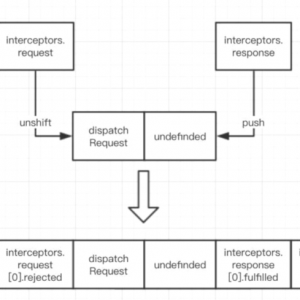 interceptors.
request
interceptors.
response
unshift
push
dispatch
Request
undefinded
interceptors.
request
[0].rejected
dispatch
Request
undefinded
interceptors.
response
[0].fulfilled